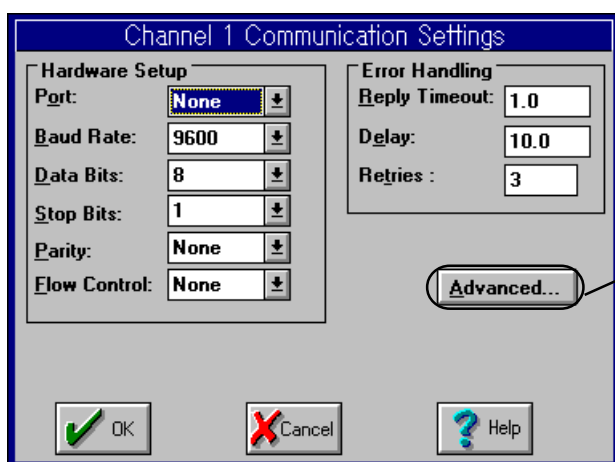 Channel 1 Communication Settings
Hardware Setup
Port: None
Baud Rate: 9600
Data Bits: 8
Stop Bits: 1
Parity: None
Flow Control: None
Error Handling
Reply Timeout: 1.0
Delay: 10.0
Retries : 3
Advanced...
OK
Cancel
Help